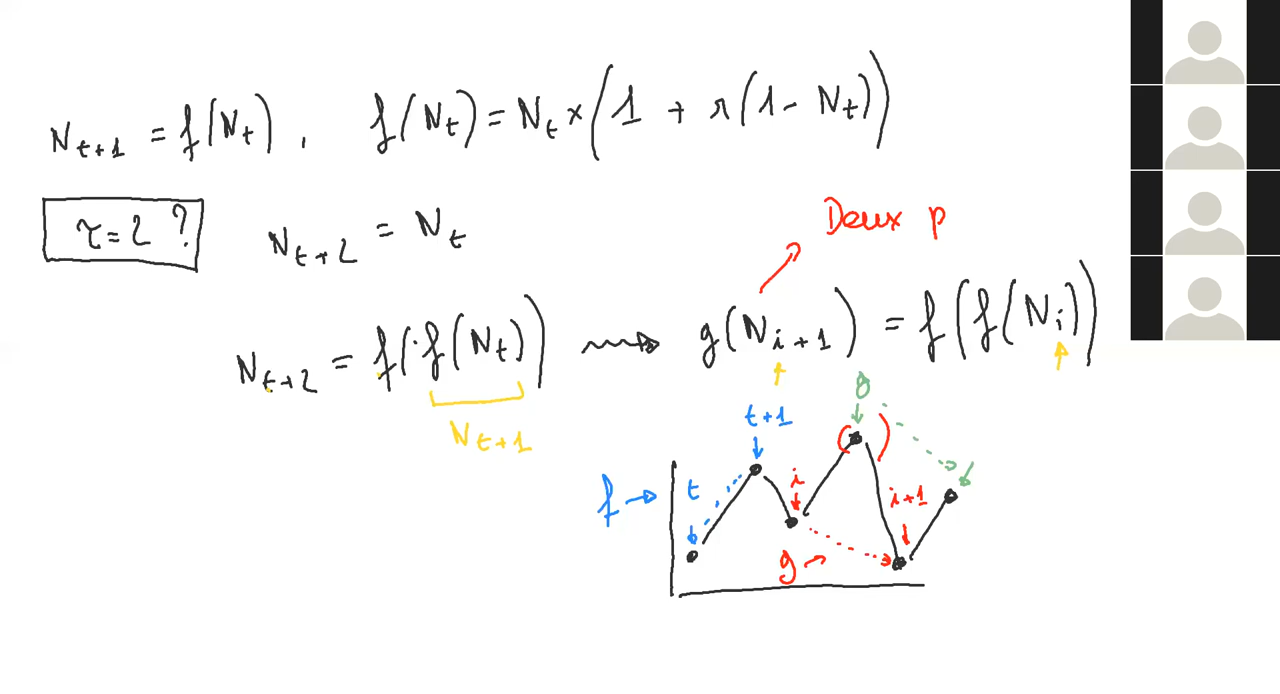 N_{t+1} = f(N_t) , f(N_t) = N_t × (1 + r(1 - N_t))
τ = 2 ? N_{t+2} = N_t
Deux p
N_{t+2} = f(f(N_t)) ⇝ g(N_{i+1}) = f(f(N_i))
N_{t+1}
t+1
g
f → t i i+1
g →